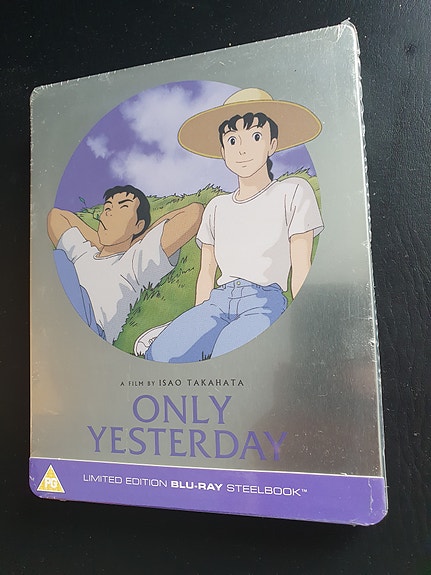 A FILM BY ISAO TAKAHATA
ONLY
YESTERDAY
PG
LIMITED EDITION BLU-RAY STEELBOOK™